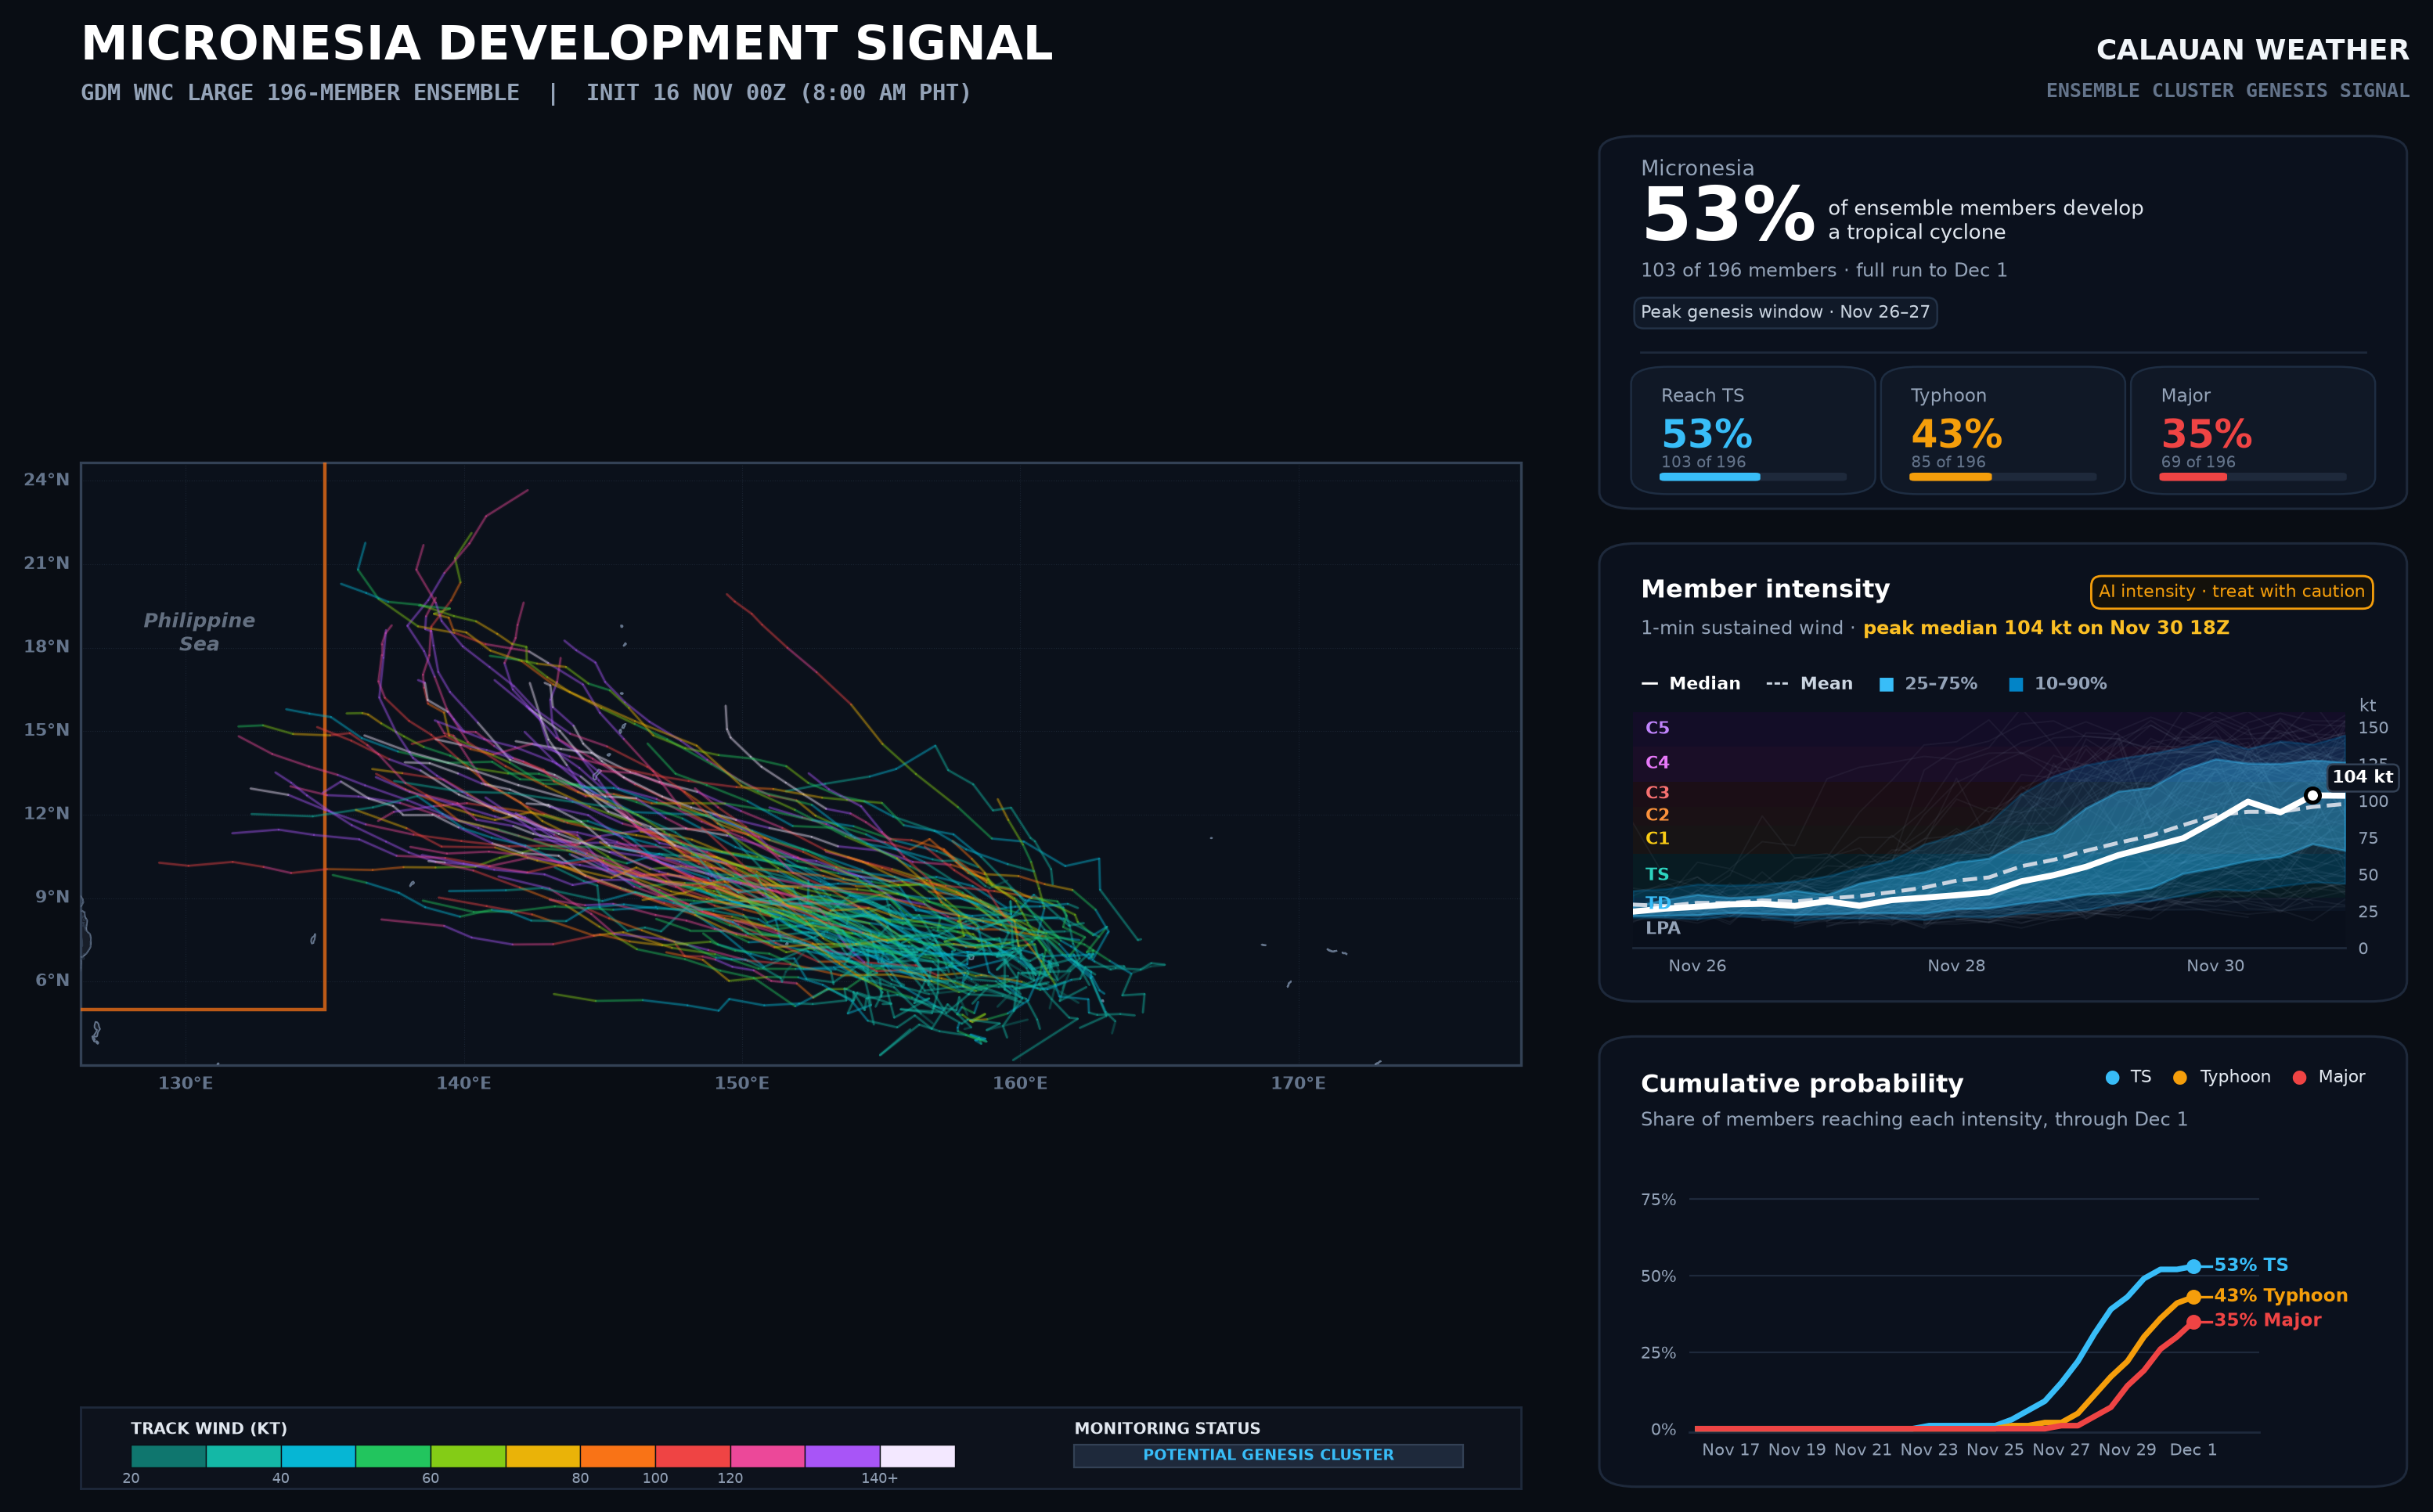 MICRONESIA DEVELOPMENT SIGNAL
GDM WNC LARGE 196-MEMBER ENSEMBLE | INIT 16 NOV 00Z (8:00 AM PHT)
CALAUAN WEATHER
ENSEMBLE CLUSTER GENESIS SIGNAL
24°N
21°N
18°N
15°N
12°N
9°N
6°N
Philippine
Sea
130°E 140°E 150°E 160°E 170°E
TRACK WIND (KT)
20 40 60 80 100 120 140+
MONITORING STATUS
POTENTIAL GENESIS CLUSTER
Micronesia
53% of ensemble members develop
a tropical cyclone
103 of 196 members · full run to Dec 1
Peak genesis window · Nov 26–27
Reach TS
53%
103 of 196
Typhoon
43%
85 of 196
Major
35%
69 of 196
Member intensity
AI intensity · treat with caution
1-min sustained wind · peak median 104 kt on Nov 30 18Z
Median Mean 25–75% 10–90%
kt
C5
C4
C3
C2
C1
TS
TD
LPA
150
125
104 kt
100
75
50
25
0
Nov 26 Nov 28 Nov 30
Cumulative probability
TS Typhoon Major
Share of members reaching each intensity, through Dec 1
75%
50%
25%
0%
53% TS
43% Typhoon
35% Major
Nov 17 Nov 19 Nov 21 Nov 23 Nov 25 Nov 27 Nov 29 Dec 1